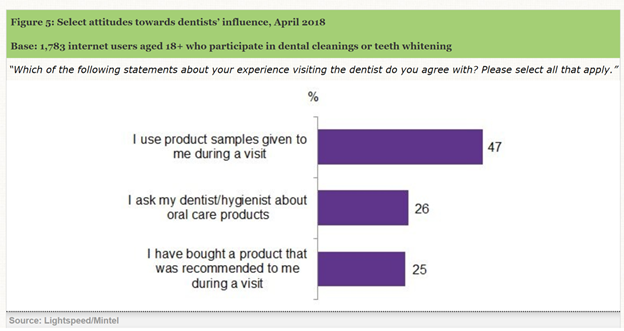 Figure 5: Select attitudes towards dentists' influence, April 2018
Base: 1,783 internet users aged 18+ who participate in dental cleanings or teeth whitening
"Which of the following statements about your experience visiting the dentist do you agree with? Please select all that apply."
%
I use product samples given to
me during a visit
47
I ask my dentist/hygienist about
oral care products
26
I have bought a product that
was recommended to me
during a visit
25
Source: Lightspeed/Mintel